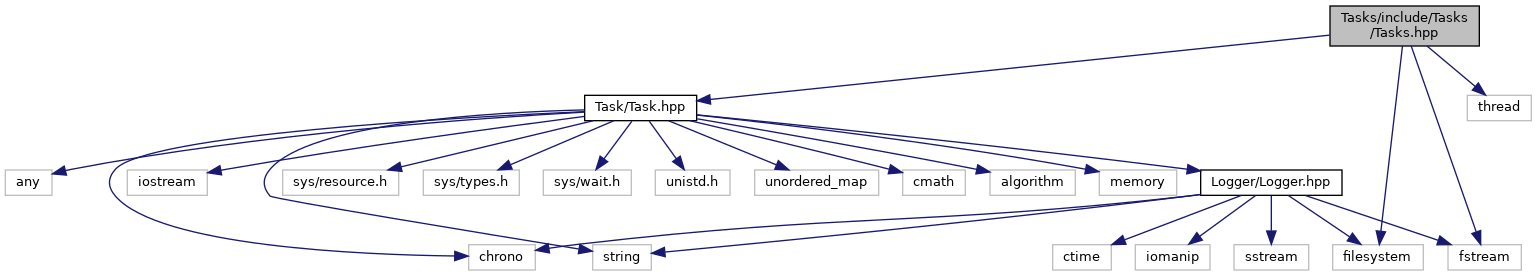 Tasks/include/Tasks
/Tasks.hpp
Task/Task.hpp
thread
any
iostream
sys/resource.h
sys/types.h
sys/wait.h
unistd.h
unordered_map
cmath
algorithm
memory
Logger/Logger.hpp
chrono
string
ctime
iomanip
sstream
filesystem
fstream